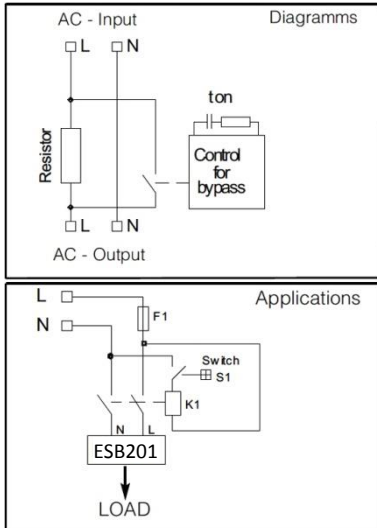 Diagramms
AC - Input
L N
ton
Control
for
bypass
Resistor
L N
AC - Output
Applications
L
F1
N
Switch
S1
K1
N L
ESB201
LOAD